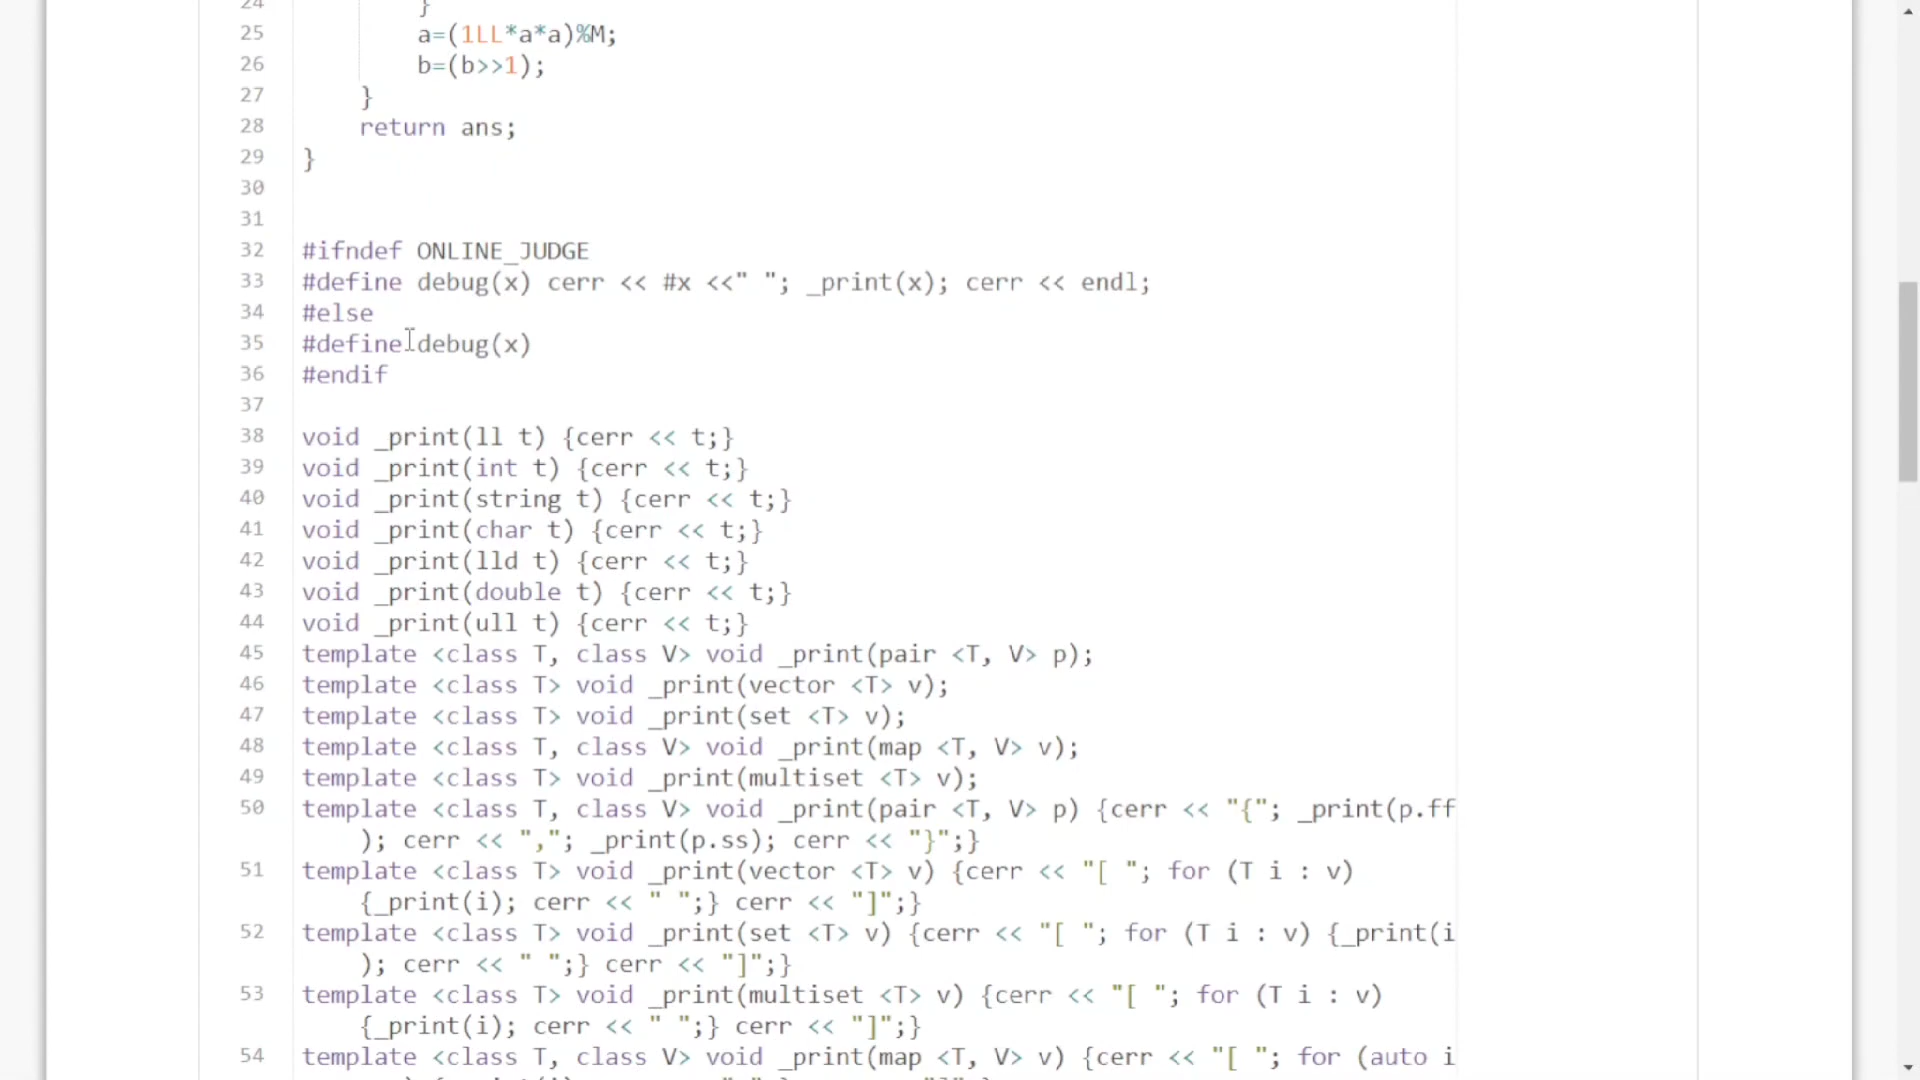 24 }
25 a=(1LL*a*a)%M;
26 b=(b>>1);
27 }
28 return ans;
29 }
30
31
32 #ifndef ONLINE_JUDGE
33 #define debug(x) cerr << #x <<" "; _print(x); cerr << endl;
34 #else
35 #define debug(x)
36 #endif
37
38 void _print(ll t) {cerr << t;}
39 void _print(int t) {cerr << t;}
40 void _print(string t) {cerr << t;}
41 void _print(char t) {cerr << t;}
42 void _print(lld t) {cerr << t;}
43 void _print(double t) {cerr << t;}
44 void _print(ull t) {cerr << t;}
45 template <class T, class V> void _print(pair <T, V> p);
46 template <class T> void _print(vector <T> v);
47 template <class T> void _print(set <T> v);
48 template <class T, class V> void _print(map <T, V> v);
49 template <class T> void _print(multiset <T> v);
50 template <class T, class V> void _print(pair <T, V> p) {cerr << "{"; _print(p.ff
); cerr << ","; _print(p.ss); cerr << "}";}
51 template <class T> void _print(vector <T> v) {cerr << "[ "; for (T i : v)
{_print(i); cerr << " ";} cerr << "]";}
52 template <class T> void _print(set <T> v) {cerr << "[ "; for (T i : v) {_print(i
); cerr << " ";} cerr << "]";}
53 template <class T> void _print(multiset <T> v) {cerr << "[ "; for (T i : v)
{_print(i); cerr << " ";} cerr << "]";}
54 template <class T, class V> void _print(map <T, V> v) {cerr << "[ "; for (auto i